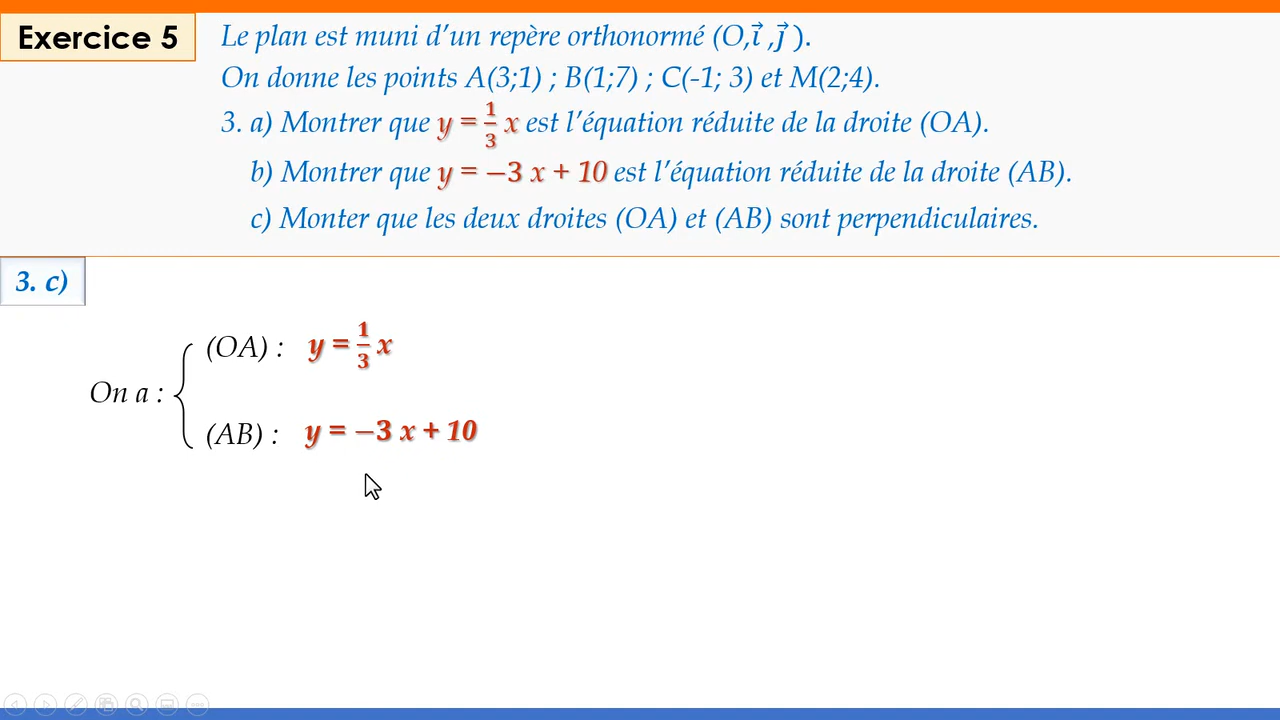 Exercice 5
Le plan est muni d’un repère orthonormé (O,i⃗ ,j⃗ ).
On donne les points A(3;1) ; B(1;7) ; C(-1; 3) et M(2;4).
3. a) Montrer que y = 1/3 x est l’équation réduite de la droite (OA).
b) Montrer que y = −3 x + 10 est l’équation réduite de la droite (AB).
c) Monter que les deux droites (OA) et (AB) sont perpendiculaires.
3. c)
(OA) : y = 1/3 x
On a :
(AB) : y = −3 x + 10